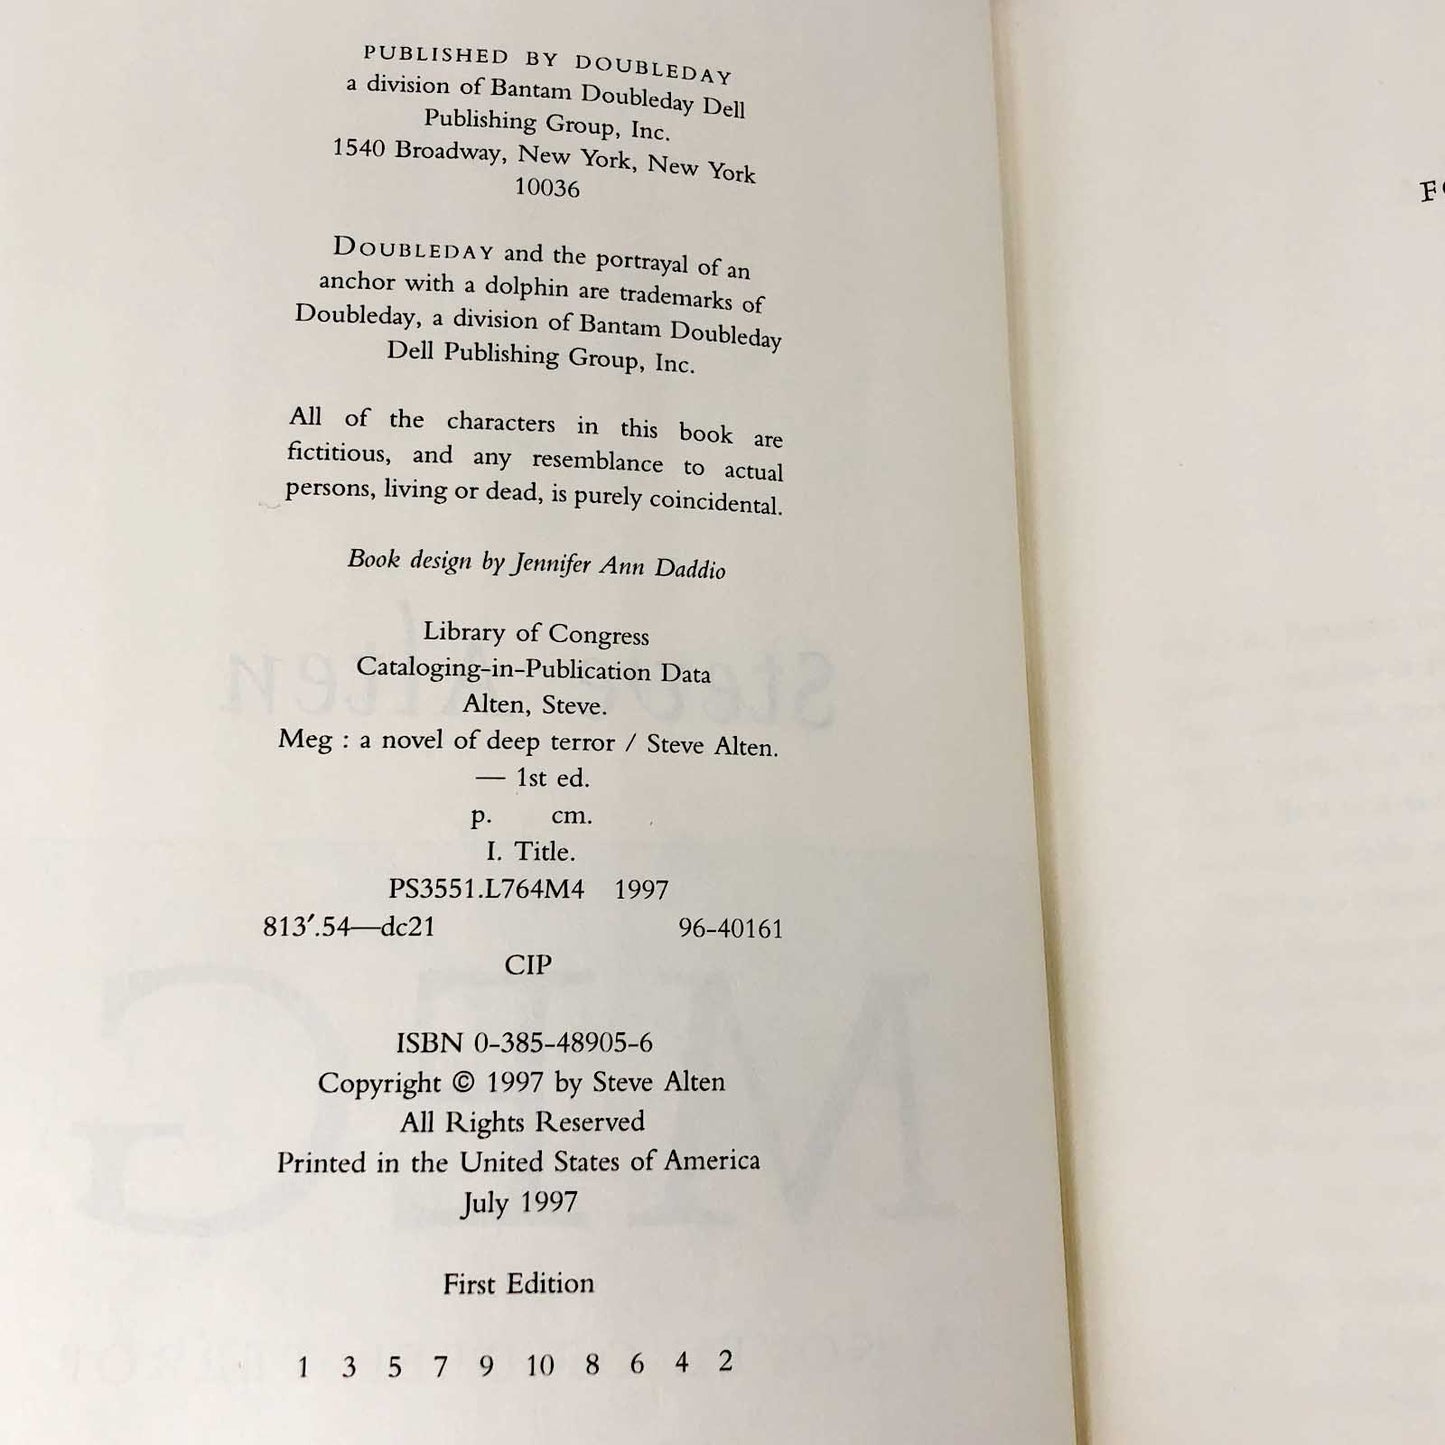 PUBLISHED BY DOUBLEDAY
a division of Bantam Doubleday Dell
Publishing Group, Inc.
1540 Broadway, New York, New York
10036
DOUBLEDAY and the portrayal of an
anchor with a dolphin are trademarks of
Doubleday, a division of Bantam Doubleday
Dell Publishing Group, Inc.
All of the characters in this book are
fictitious, and any resemblance to actual
persons, living or dead, is purely coincidental.
Book design by Jennifer Ann Daddio
Library of Congress
Cataloging-in-Publication Data
Alten, Steve.
Meg : a novel of deep terror / Steve Alten.
— 1st ed.
p. cm.
I. Title.
PS3551.L764M4 1997
813′.54—dc21 96-40161
CIP
ISBN 0-385-48905-6
Copyright © 1997 by Steve Alten
All Rights Reserved
Printed in the United States of America
July 1997
First Edition
1 3 5 7 9 10 8 6 4 2